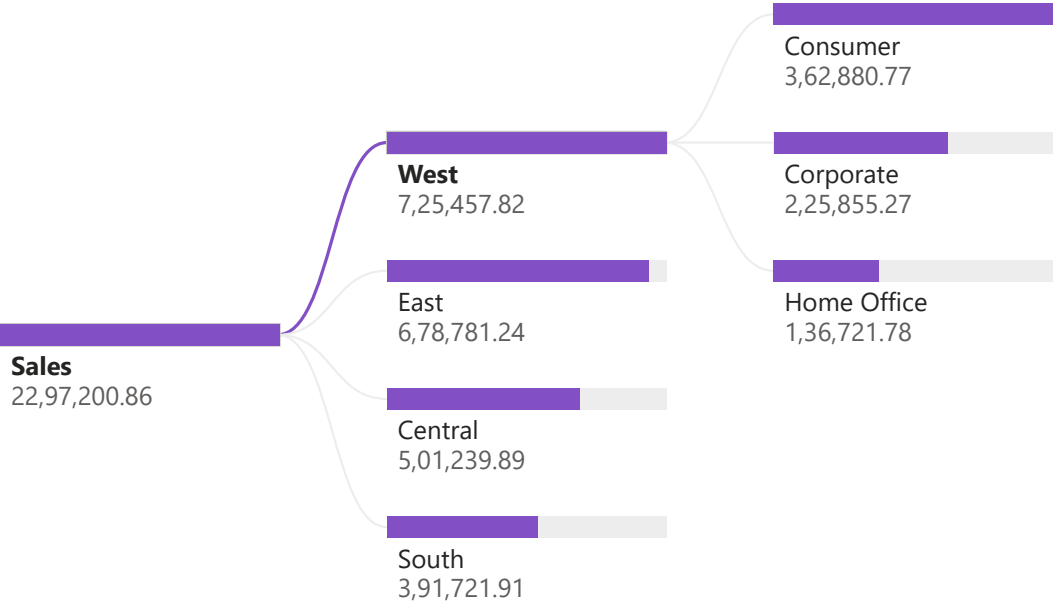 Sales
22,97,200.86
West
7,25,457.82
East
6,78,781.24
Central
5,01,239.89
South
3,91,721.91
Consumer
3,62,880.77
Corporate
2,25,855.27
Home Office
1,36,721.78